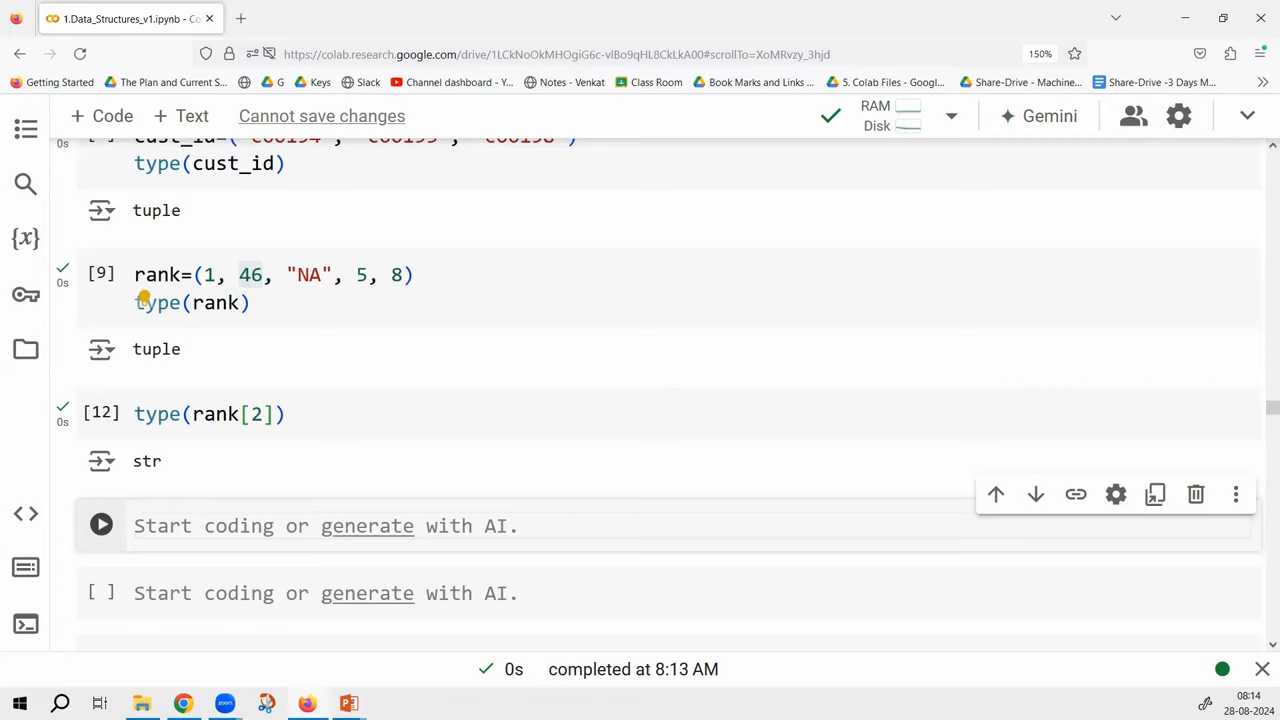 1.Data_Structures_v1.ipynb - Co
https://colab.research.google.com/drive/1LCkNoOkMHOgiG6c-vlBo9qHL8CkLkA00#scrollTo=XoMRvzy_3hjd
150%
Getting Started
The Plan and Current S...
G
Keys
Slack
Channel dashboard - Y...
Notes - Venkat
Class Room
Book Marks and Links ...
5. Colab Files - Googl...
Share-Drive - Machine...
Share-Drive -3 Days M...
+ Code + Text Cannot save changes
RAM
Disk
Gemini
0s
cust_id=("C00194", "C00195", "C00198")
type(cust_id)
tuple
[9] rank=(1, 46, "NA", 5, 8)
0s
type(rank)
tuple
[12] type(rank[2])
0s
str
Start coding or generate with AI.
[ ] Start coding or generate with AI.
0s completed at 8:13 AM
zoom
08:14
28-08-2024